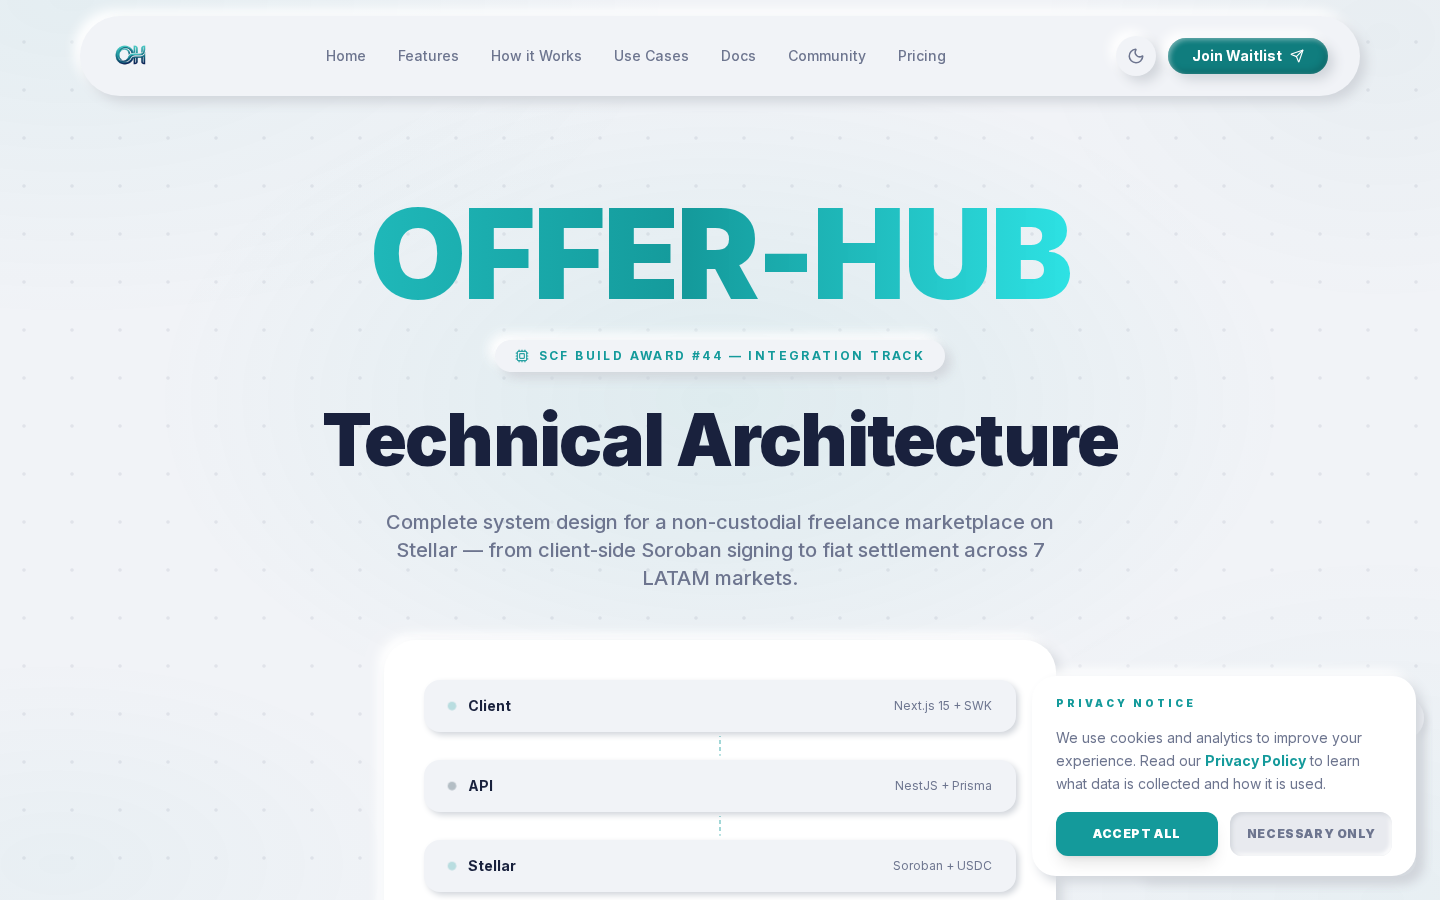 OH
Home Features How it Works Use Cases Docs Community Pricing
Join Waitlist
OFFER-HUB
SCF BUILD AWARD #44 — INTEGRATION TRACK
Technical Architecture
Complete system design for a non-custodial freelance marketplace on
Stellar — from client-side Soroban signing to fiat settlement across 7
LATAM markets.
Client Next.js 15 + SWK
API NestJS + Prisma
Stellar Soroban + USDC
PRIVACY NOTICE
We use cookies and analytics to improve your
experience. Read our Privacy Policy to learn
what data is collected and how it is used.
ACCEPT ALL NECESSARY ONLY